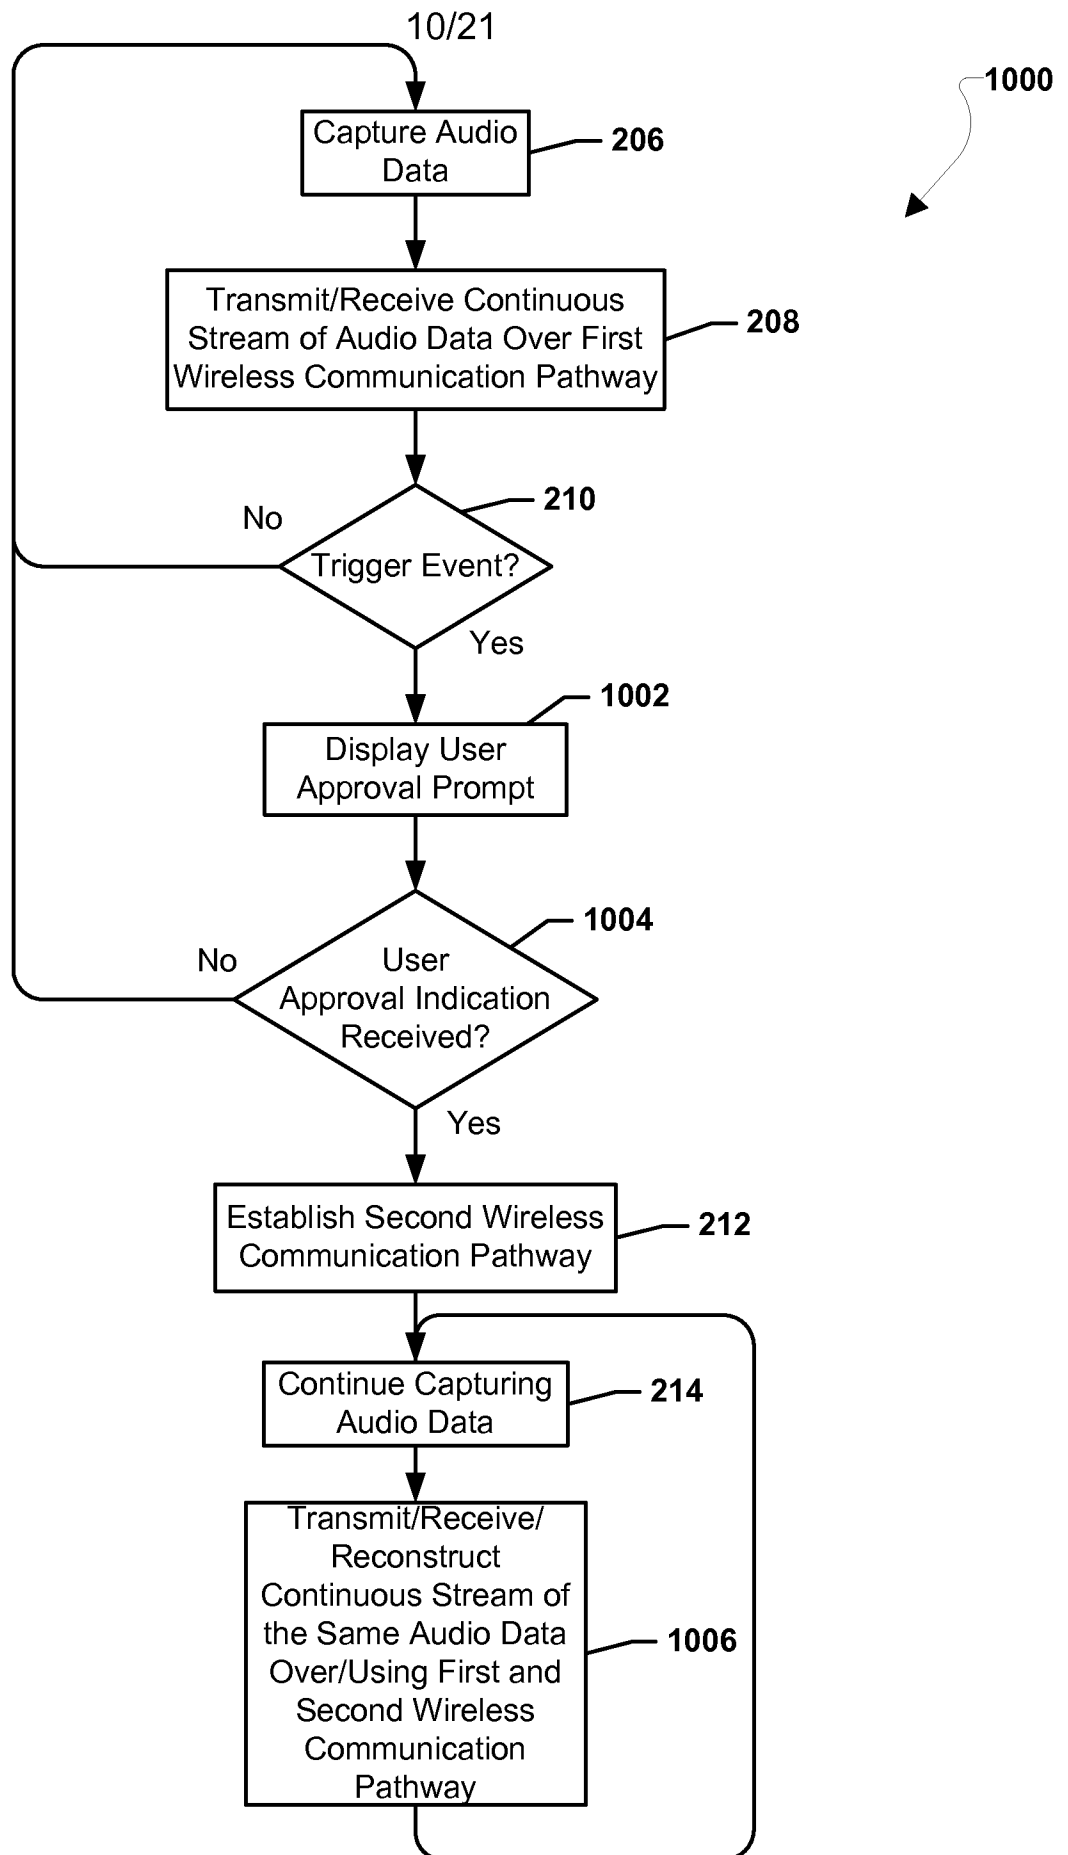 10/21
1000
Capture Audio
Data
206
Transmit/Receive Continuous
Stream of Audio Data Over First
Wireless Communication Pathway
208
210
No
Trigger Event?
Yes
1002
Display User
Approval Prompt
1004
No
User
Approval Indication
Received?
Yes
Establish Second Wireless
Communication Pathway
212
Continue Capturing
Audio Data
214
Transmit/Receive/
Reconstruct
Continuous Stream of
the Same Audio Data
Over/Using First and
Second Wireless
Communication
Pathway
1006